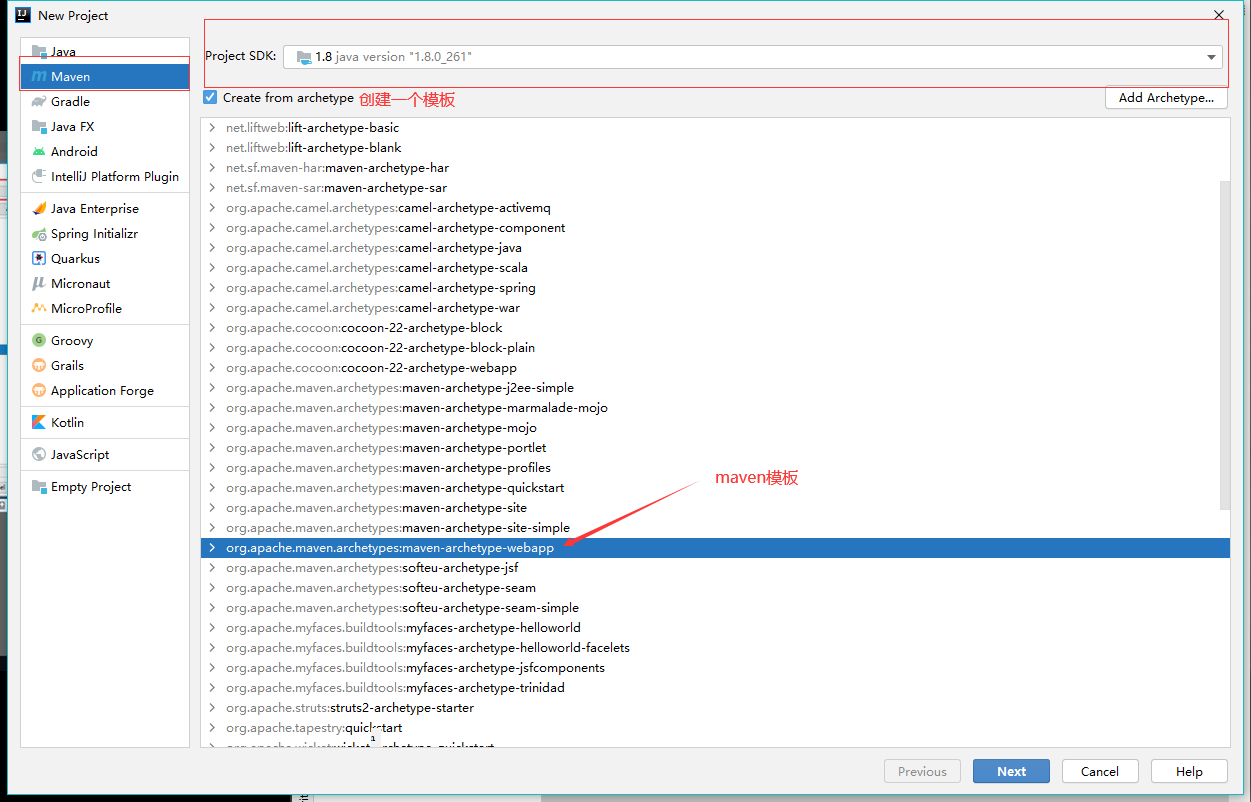 New Project
Java
Maven
Gradle
Java FX
Android
IntelliJ Platform Plugin
Java Enterprise
Spring Initializr
Quarkus
Micronaut
MicroProfile
Groovy
Grails
Application Forge
Kotlin
JavaScript
Empty Project
Project SDK: 1.8 java version "1.8.0_261"
Create from archetype 创建一个模板 Add Archetype...
net.liftweb:lift-archetype-basic
net.liftweb:lift-archetype-blank
net.sf.maven-har:maven-archetype-har
net.sf.maven-sar:maven-archetype-sar
org.apache.camel.archetypes:camel-archetype-activemq
org.apache.camel.archetypes:camel-archetype-component
org.apache.camel.archetypes:camel-archetype-java
org.apache.camel.archetypes:camel-archetype-scala
org.apache.camel.archetypes:camel-archetype-spring
org.apache.camel.archetypes:camel-archetype-war
org.apache.cocoon:cocoon-22-archetype-block
org.apache.cocoon:cocoon-22-archetype-block-plain
org.apache.cocoon:cocoon-22-archetype-webapp
org.apache.maven.archetypes:maven-archetype-j2ee-simple
org.apache.maven.archetypes:maven-archetype-marmalade-mojo
org.apache.maven.archetypes:maven-archetype-mojo
org.apache.maven.archetypes:maven-archetype-portlet
org.apache.maven.archetypes:maven-archetype-profiles
maven模板
org.apache.maven.archetypes:maven-archetype-quickstart
org.apache.maven.archetypes:maven-archetype-site
org.apache.maven.archetypes:maven-archetype-site-simple
org.apache.maven.archetypes:maven-archetype-webapp
org.apache.maven.archetypes:softeu-archetype-jsf
org.apache.maven.archetypes:softeu-archetype-seam
org.apache.maven.archetypes:softeu-archetype-seam-simple
org.apache.myfaces.buildtools:myfaces-archetype-helloworld
org.apache.myfaces.buildtools:myfaces-archetype-helloworld-facelets
org.apache.myfaces.buildtools:myfaces-archetype-jsfcomponents
org.apache.myfaces.buildtools:myfaces-archetype-trinidad
org.apache.struts:struts2-archetype-starter
org.apache.tapestry:quickstart
Previous Next Cancel Help